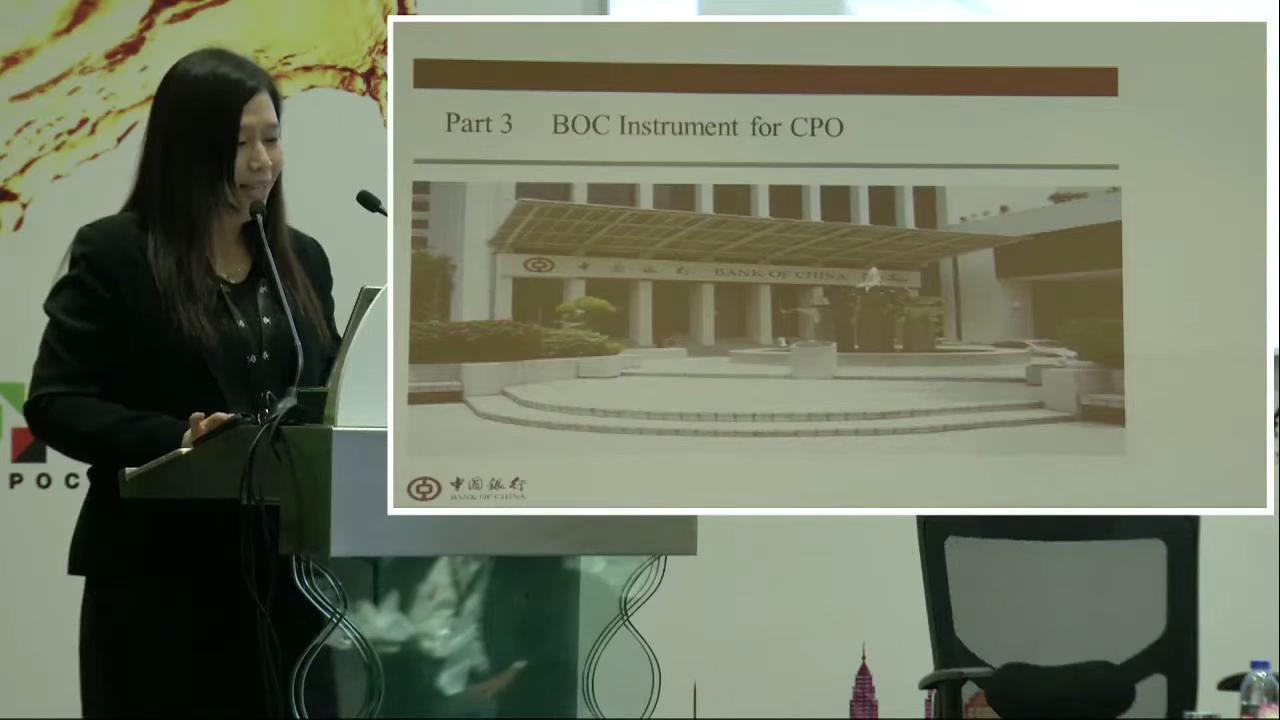 Part 3 BOC Instrument for CPO
中国银行 BANK OF CHINA
中国银行
BANK OF CHINA
POC